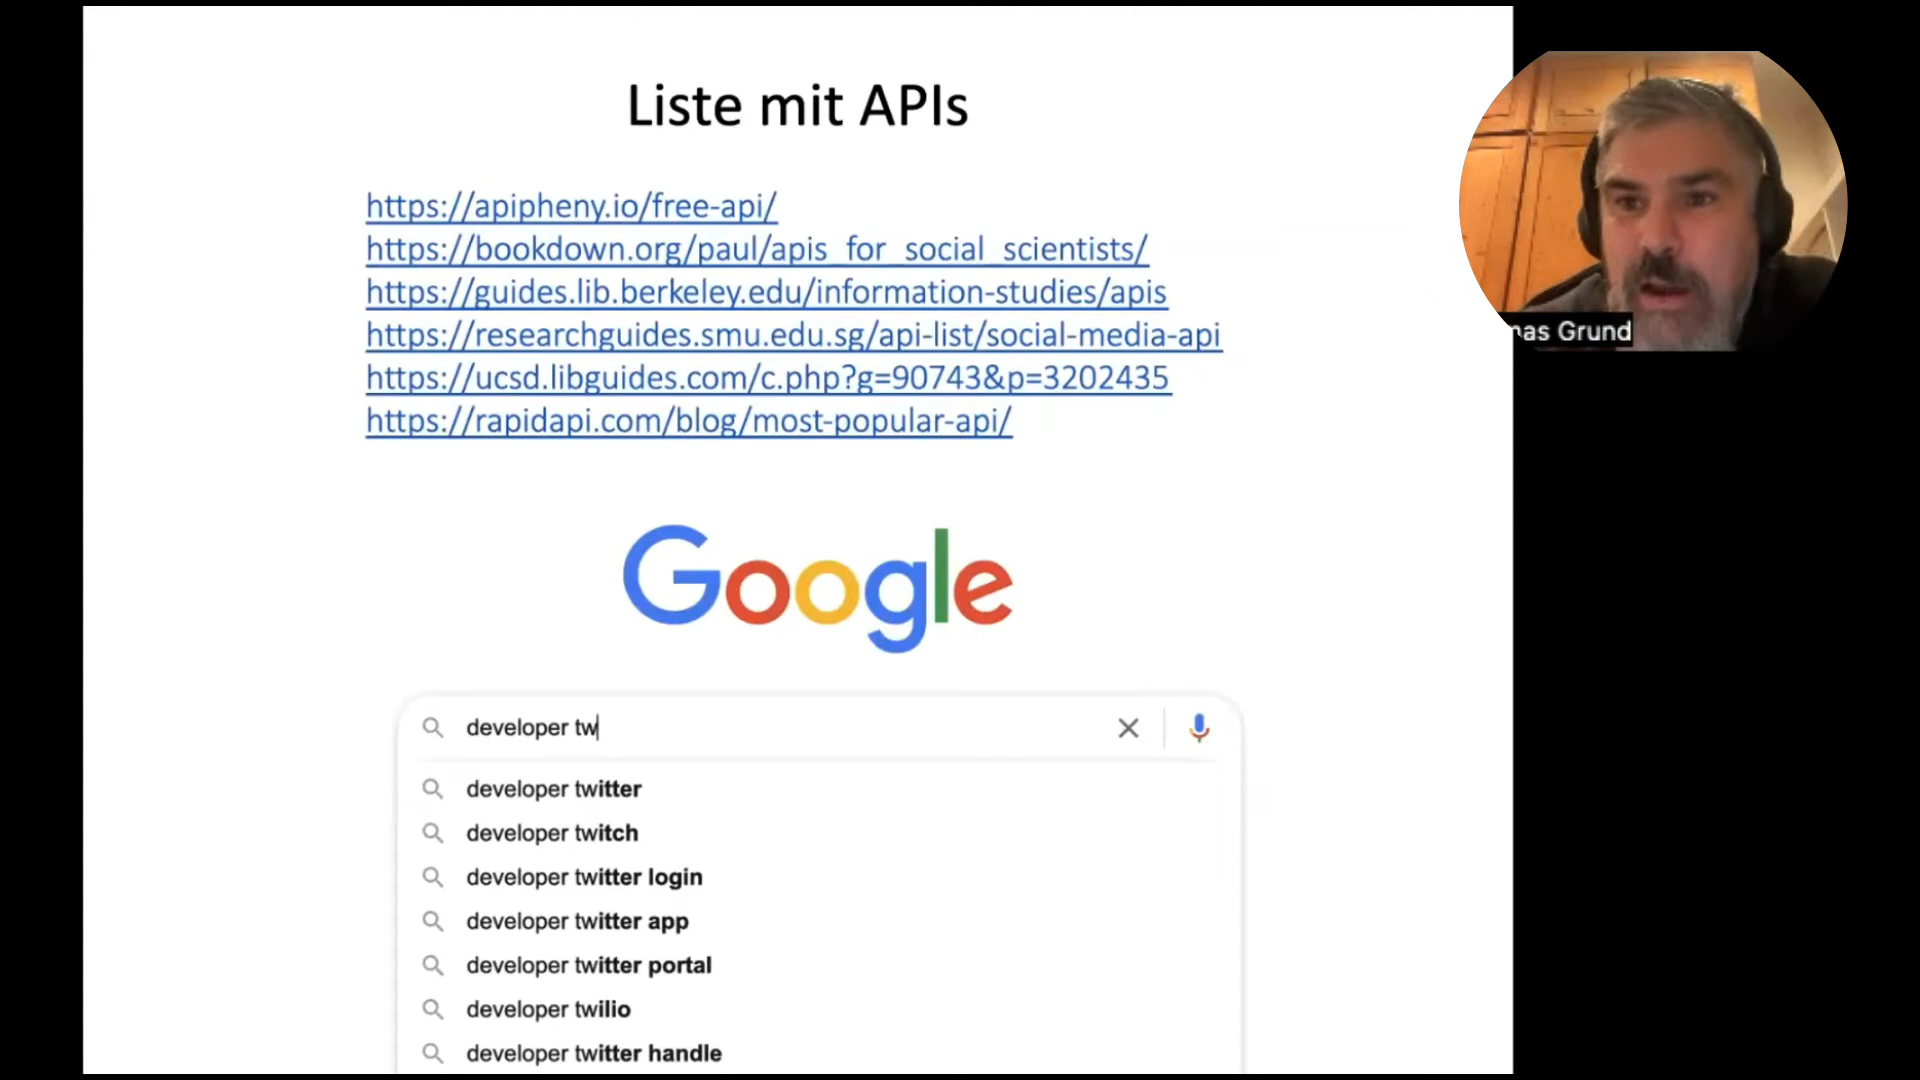 Liste mit APIs
https://apipheny.io/free-api/
https://bookdown.org/paul/apis_for_social_scientists/
https://guides.lib.berkeley.edu/information-studies/apis
https://researchguides.smu.edu.sg/api-list/social-media-api
https://ucsd.libguides.com/c.php?g=90743&p=3202435
https://rapidapi.com/blog/most-popular-api/
Google
developer tw
developer twitter
developer twitch
developer twitter login
developer twitter app
developer twitter portal
developer twilio
developer twitter handle
mas Grund